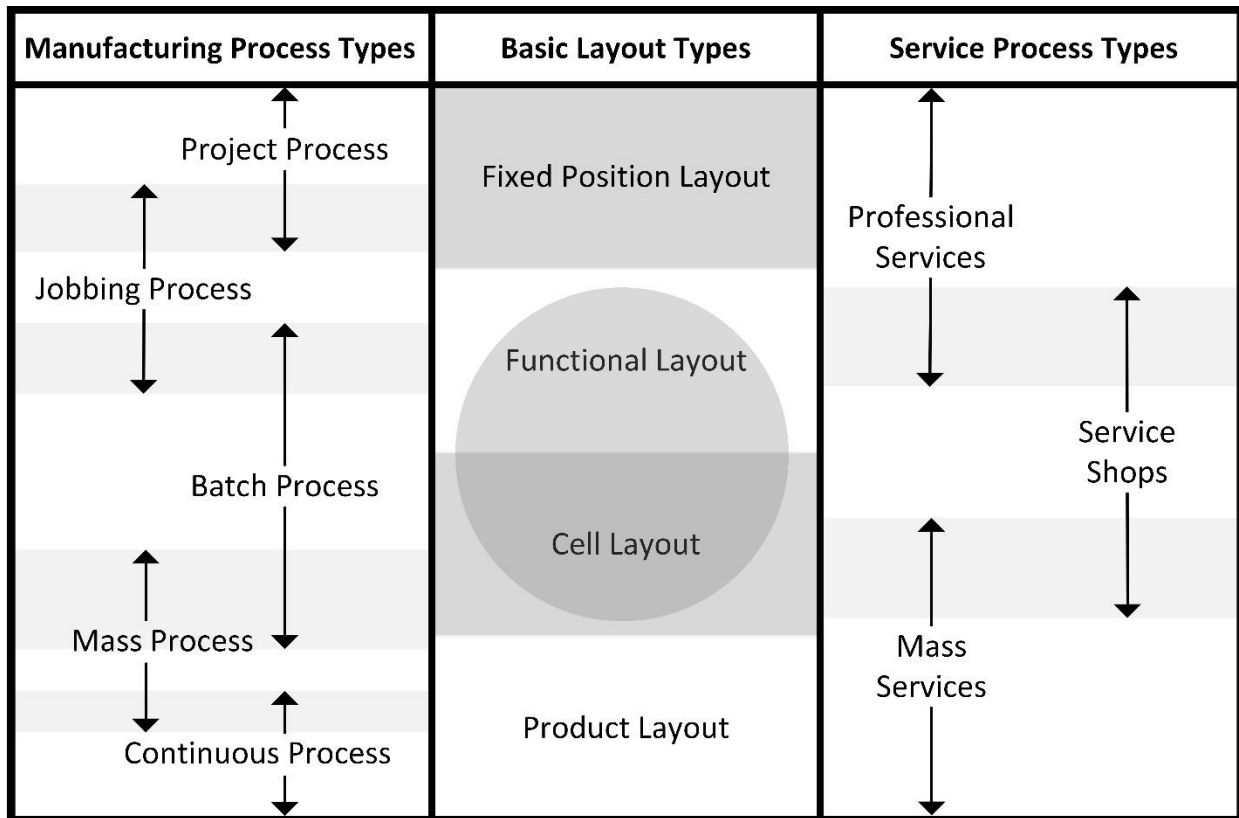 Manufacturing Process Types
Basic Layout Types
Service Process Types
Project Process
Jobbing Process
Batch Process
Mass Process
Continuous Process
Fixed Position Layout
Functional Layout
Cell Layout
Product Layout
Professional
Services
Service
Shops
Mass
Services